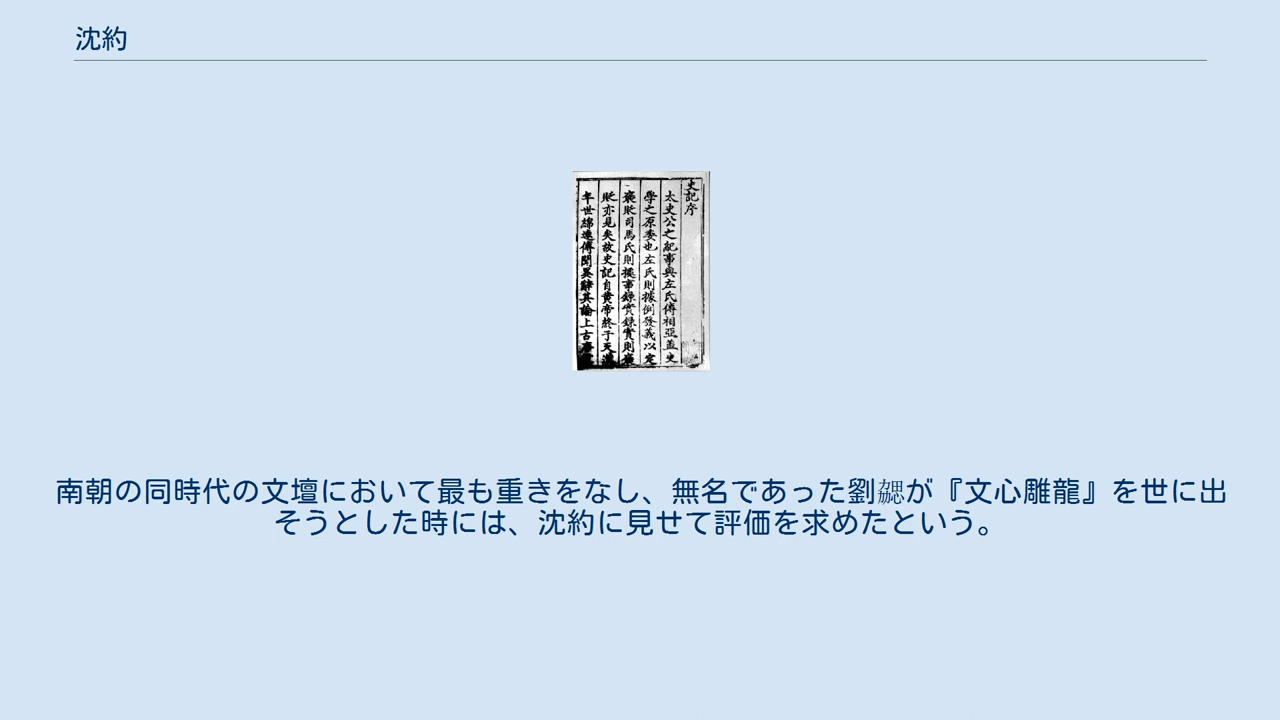 沈約
史記序
太史公之紀事與左氏傳相亞盖史
學之原委也左氏則據例發義以定
褒貶司馬氏則據事錄實錄實則褒
貶亦見矣故史記自黄帝終于天漢
年世綿遠傳聞異辭其論上古
南朝の同時代の文壇において最も重きをなし、無名であった劉勰が『文心雕龍』を世に出
そうとした時には、沈約に見せて評価を求めたという。